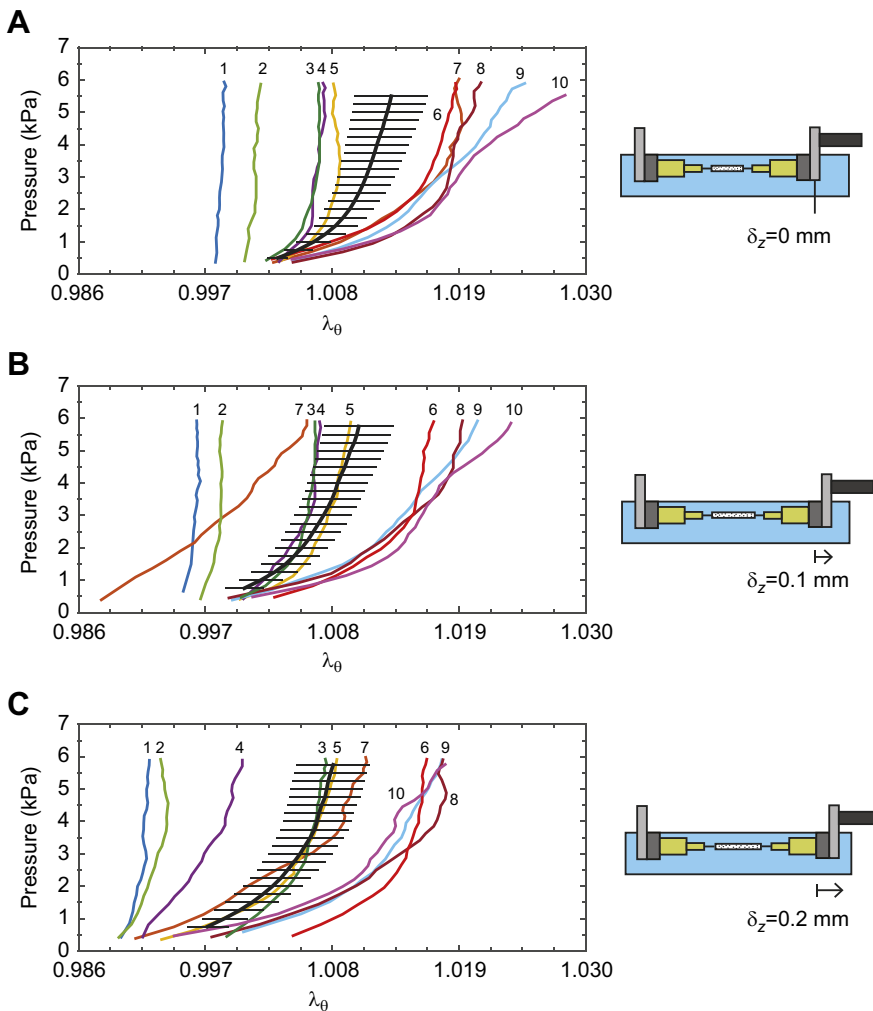 A
7
6
5
4
3
2
1
0
Pressure (kPa)
1 2 3 4 5 6 7 8 9 10
0.986 0.997 1.008 1.019 1.030
λθ
δz=0 mm
B
7
6
5
4
3
2
1
0
Pressure (kPa)
1 2 7 3 4 5 6 8 9 10
0.986 0.997 1.008 1.019 1.030
λθ
δz=0.1 mm
C
7
6
5
4
3
2
1
0
Pressure (kPa)
1 2 4 3 5 7 10 6 9 8
0.986 0.997 1.008 1.019 1.030
λθ
δz=0.2 mm